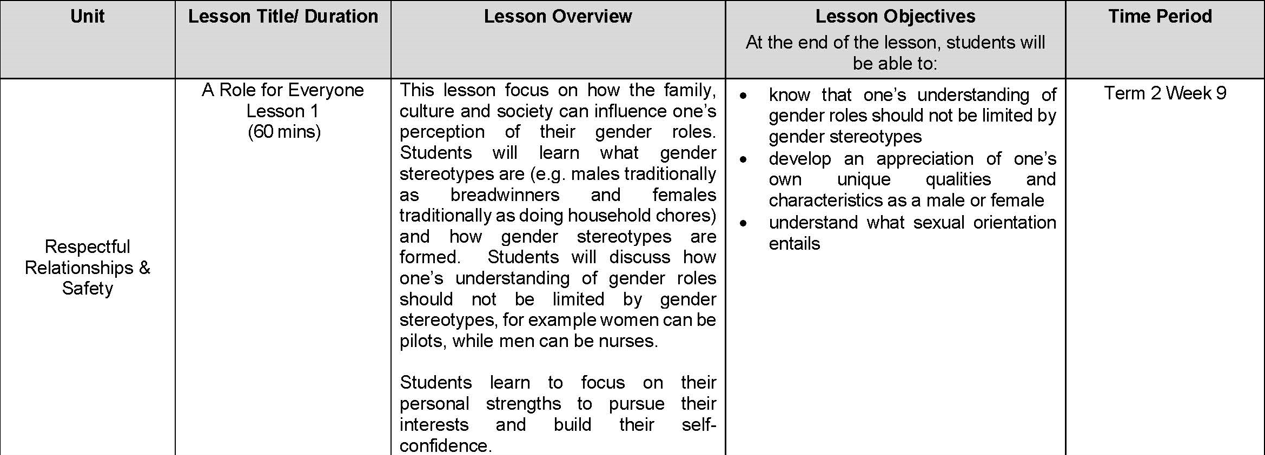 Unit
Lesson Title/ Duration
Lesson Overview
Lesson Objectives
At the end of the lesson, students will
be able to:
Time Period
Respectful
Relationships &
Safety
A Role for Everyone
Lesson 1
(60 mins)
This lesson focus on how the family,
culture and society can influence one’s
perception of their gender roles.
Students will learn what gender
stereotypes are (e.g. males traditionally
as breadwinners and females
traditionally as doing household chores)
and how gender stereotypes are
formed. Students will discuss how
one’s understanding of gender roles
should not be limited by gender
stereotypes, for example women can be
pilots, while men can be nurses.
Students learn to focus on their
personal strengths to pursue their
interests and build their self-
confidence.
• know that one’s understanding of
gender roles should not be limited by
gender stereotypes
• develop an appreciation of one’s
own unique qualities and
characteristics as a male or female
• understand what sexual orientation
entails
Term 2 Week 9